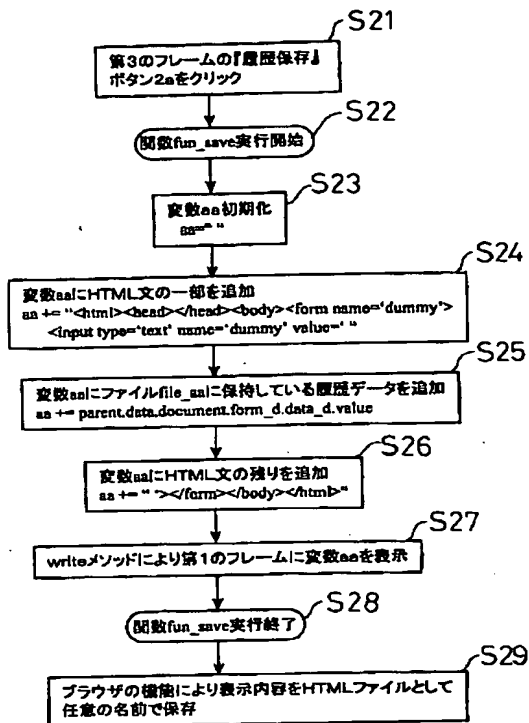 S21
第3のフレームの『履歴保存』
ボタン2aをクリック
S22
関数fun_save実行開始
S23
変数aa初期化
aa=" "
S24
変数aaにHTML文の一部を追加
aa += "<html><head></head><body><form name='dummy'>
<input type='text' name='dummy' value=' "
S25
変数aaにファイルfile_aaに保持している履歴データを追加
aa += parent.data.document.form_d.data_d.value
S26
変数aaにHTML文の残りを追加
aa += " '></form></body></html>"
S27
writeメソッドにより第1のフレームに変数aaを表示
S28
関数fun_save実行終了
S29
ブラウザの機能により表示内容をHTMLファイルとして
任意の名前で保存